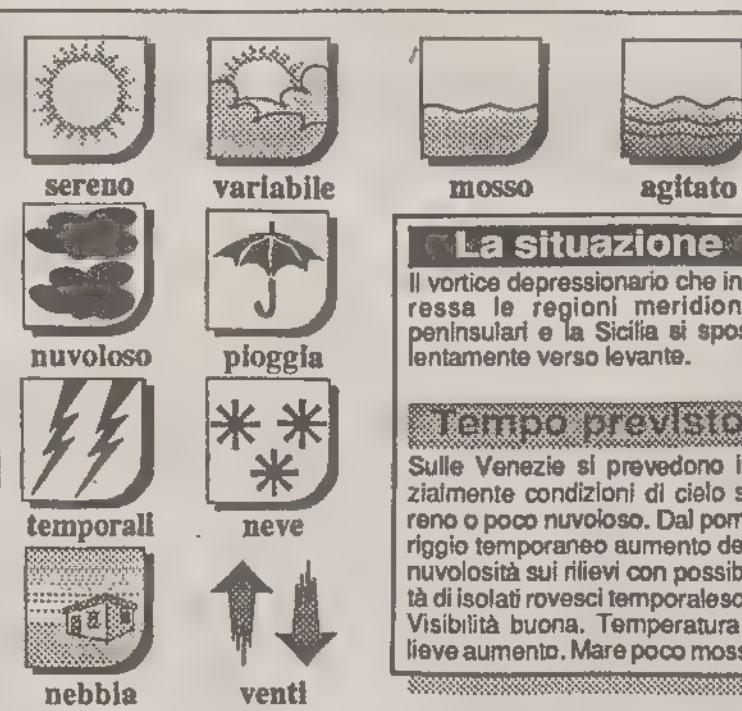 sereno
variabile
mosso
agitato
nuvoloso
pioggia
temporali
neve
nebbia
venti
La situazione
Il vortice depressionario che in
ressa le regioni meridion
peninsulari e la Sicilia si spos
lentamente verso levante.
Tempo previsto
Sulle Venezie si prevedono i
zialmente condizioni di cielo s
reno o poco nuvoloso. Dal pom
riggio temporaneo aumento de
nuvolosità sui rilievi con possib
tà di isolati rovesci temporalesc
Visibilità buona. Temperatura
lieve aumento. Mare poco moss